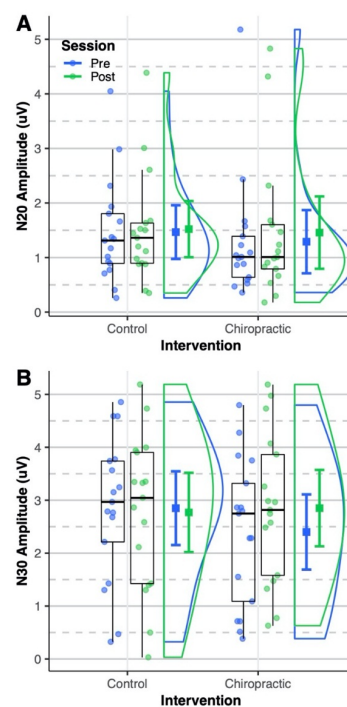 A
Session
Pre
Post
N20 Amplitude (uV)
5
4
3
2
1
0
Control
Chiropractic
Intervention
B
N30 Amplitude (uV)
5
4
3
2
1
0
Control
Chiropractic
Intervention